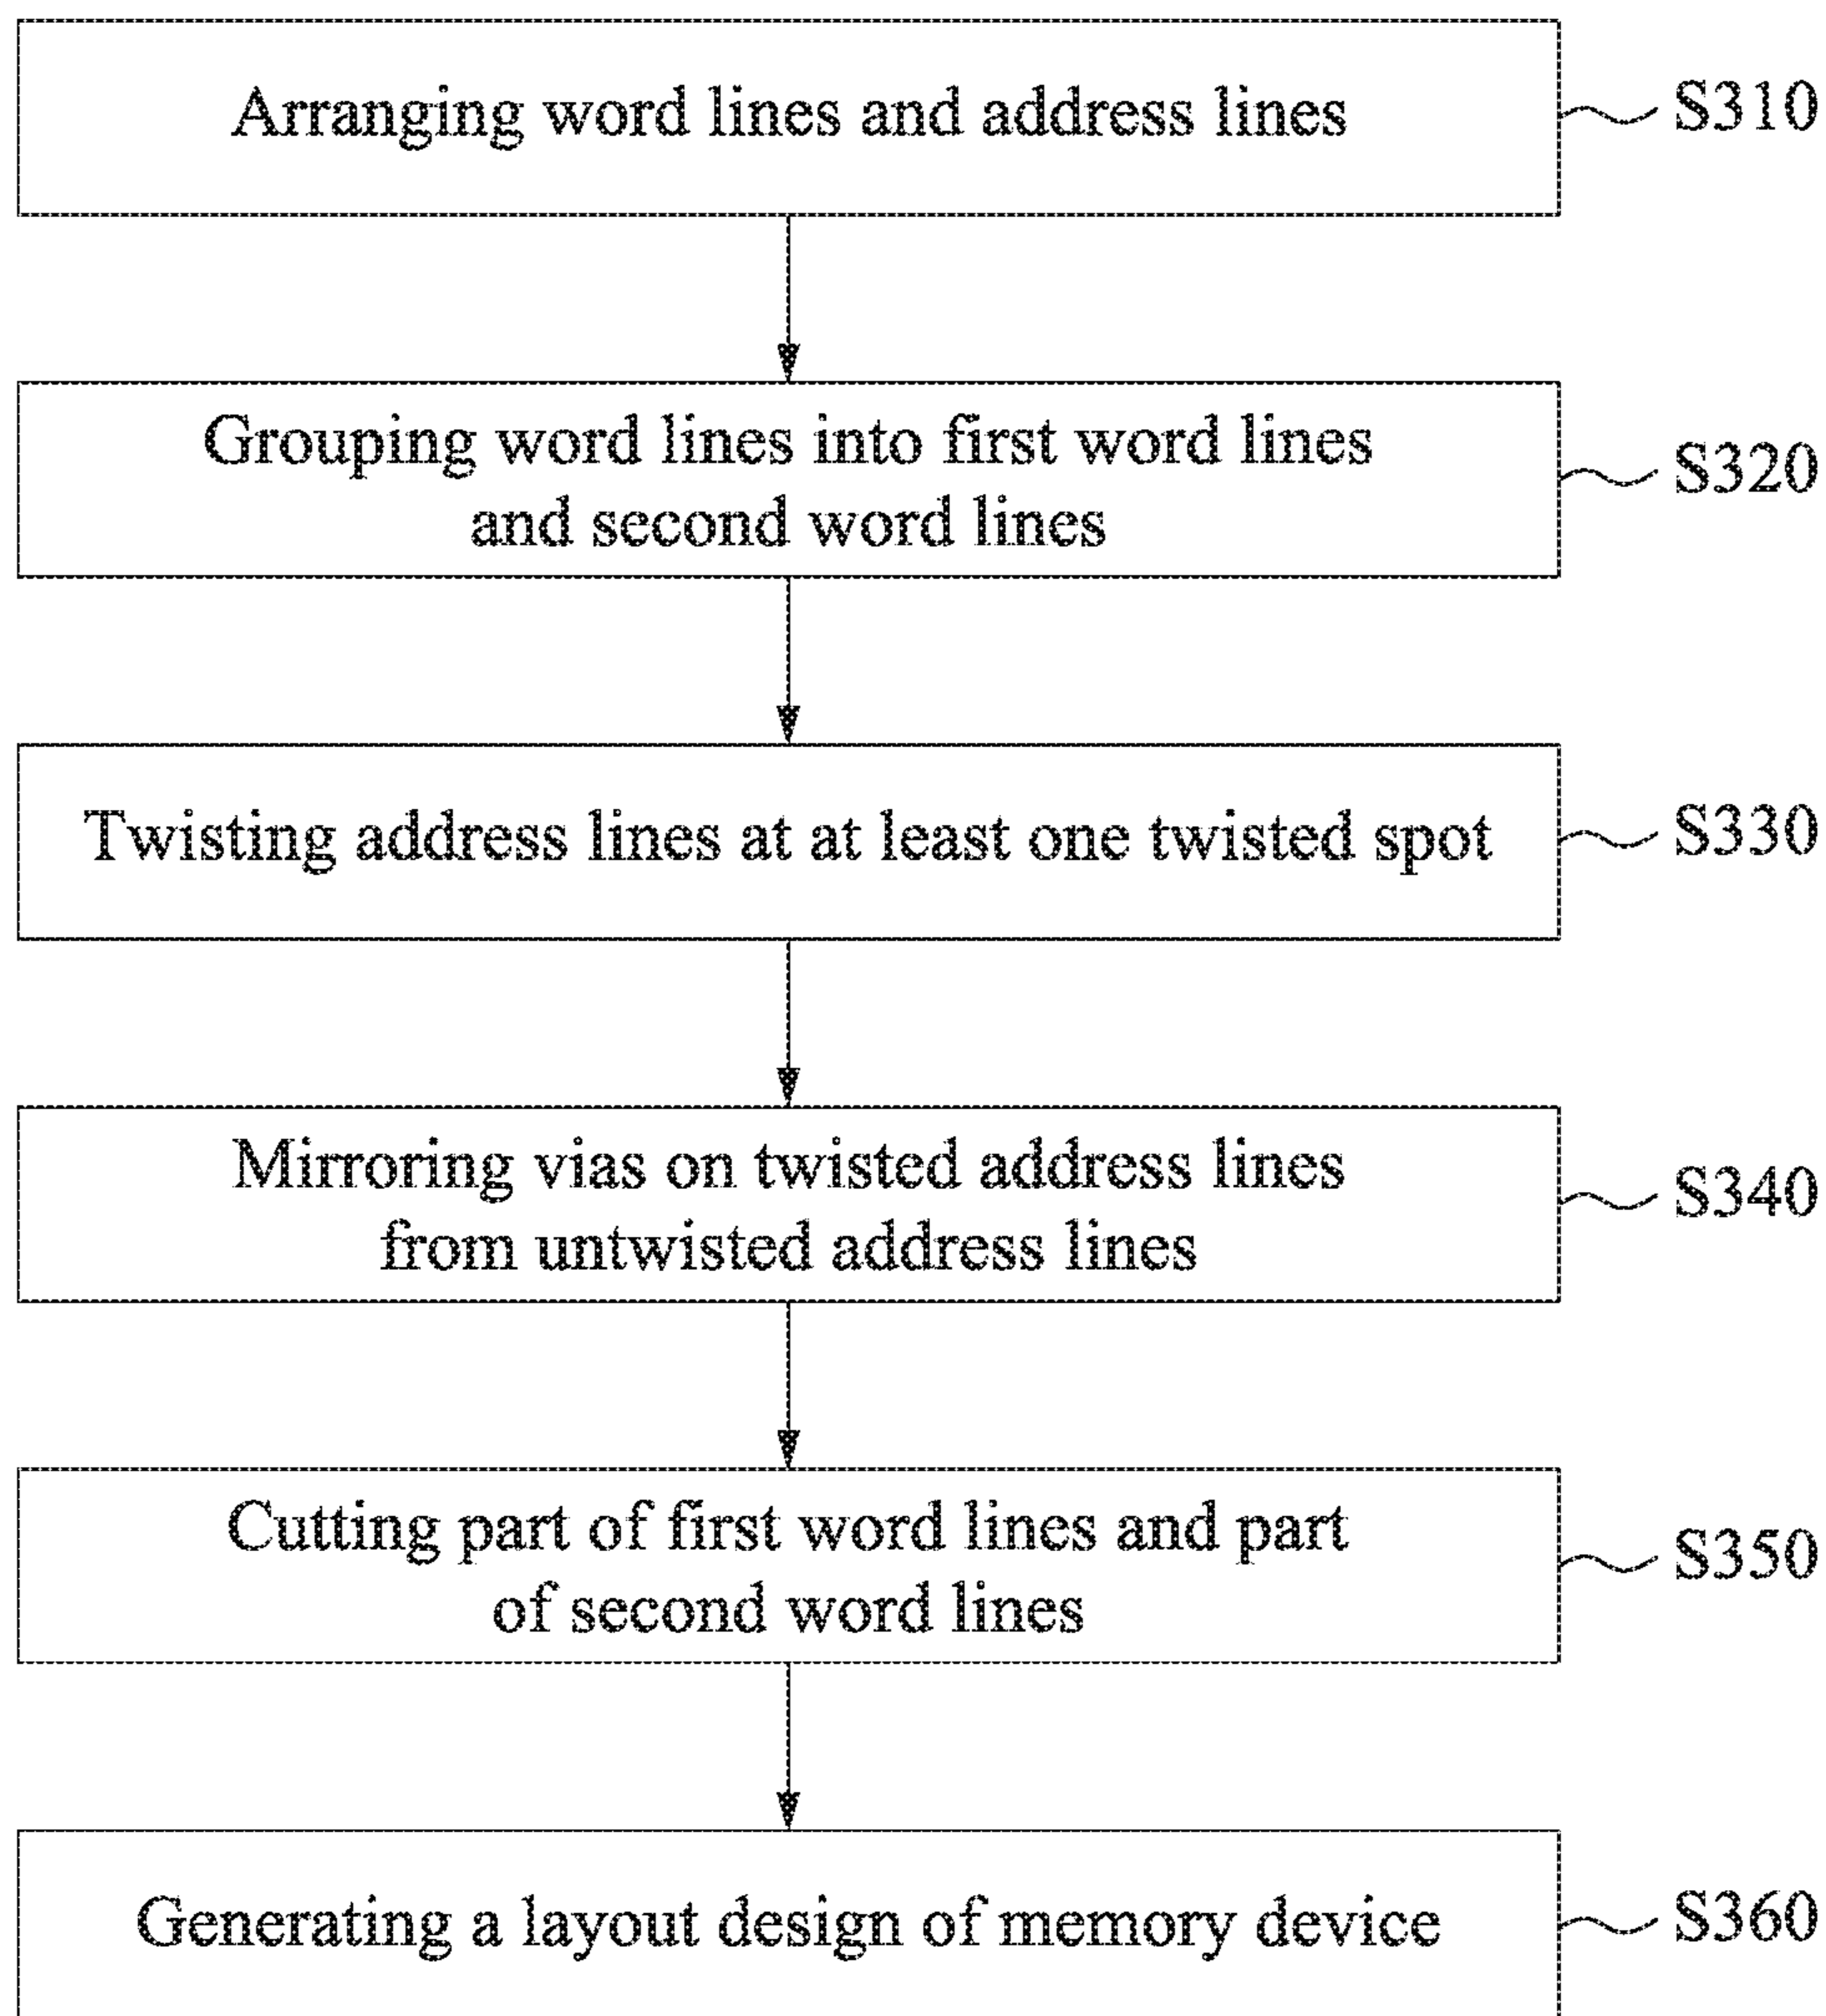 Arranging word lines and address lines
S310
Grouping word lines into first word lines
and second word lines
S320
Twisting address lines at at least one twisted spot
S330
Mirroring vias on twisted address lines
from untwisted address lines
S340
Cutting part of first word lines and part
of second word lines
S350
Generating a layout design of memory device
S360